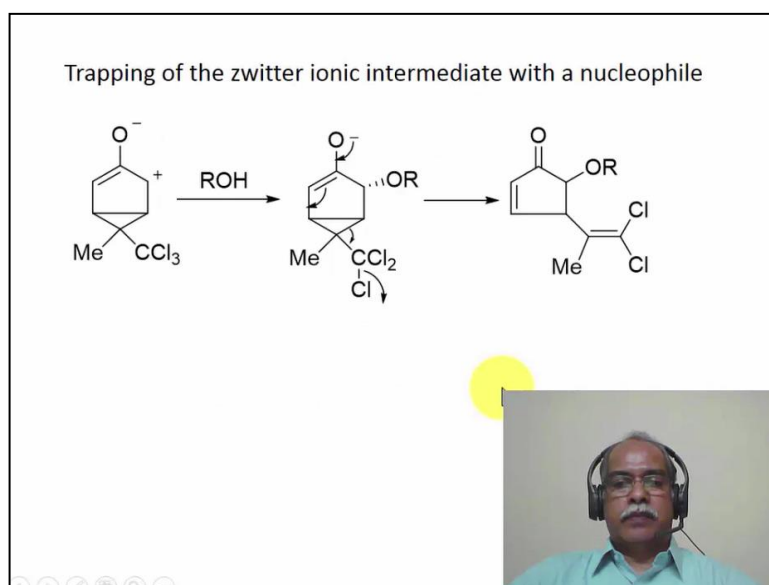 Trapping of the zwitter ionic intermediate with a nucleophile
O − + Me CCl3
ROH
O − OR Me CCl2 Cl
O OR Cl Cl Me